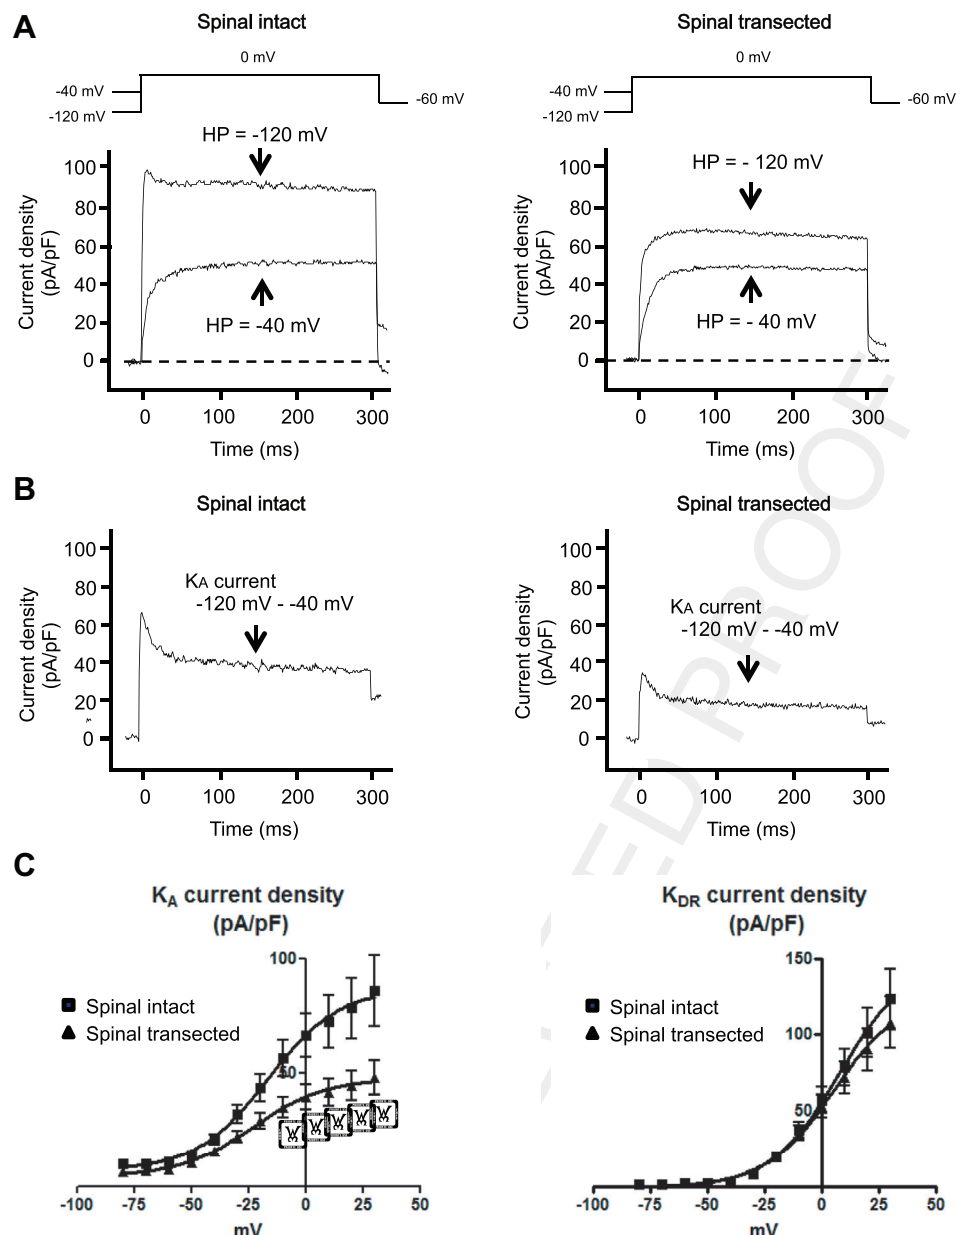 A
Spinal intact
0 mV
-40 mV
-120 mV
-60 mV
HP = -120 mV
100
80
60
40
20
0
Current density
(pA/pF)
HP = -40 mV
0 100 200 300
Time (ms)
Spinal transected
0 mV
-40 mV
-120 mV
-60 mV
HP = - 120 mV
100
80
60
40
20
0
Current density
(pA/pF)
HP = - 40 mV
0 100 200 300
Time (ms)
B
Spinal intact
100
80
60
40
20
0
Current density
(pA/pF)
KA current
-120 mV - -40 mV
0 100 200 300
Time (ms)
Spinal transected
100
80
60
40
20
0
Current density
(pA/pF)
KA current
-120 mV - -40 mV
0 100 200 300
Time (ms)
C
KA current density
(pA/pF)
100
50
Spinal intact
Spinal transected
-100 -75 -50 -25 0 25 50
mV
KDR current density
(pA/pF)
150
100
50
Spinal intact
Spinal transected
-100 -75 -50 -25 0 25 50
mV
ED PROOF